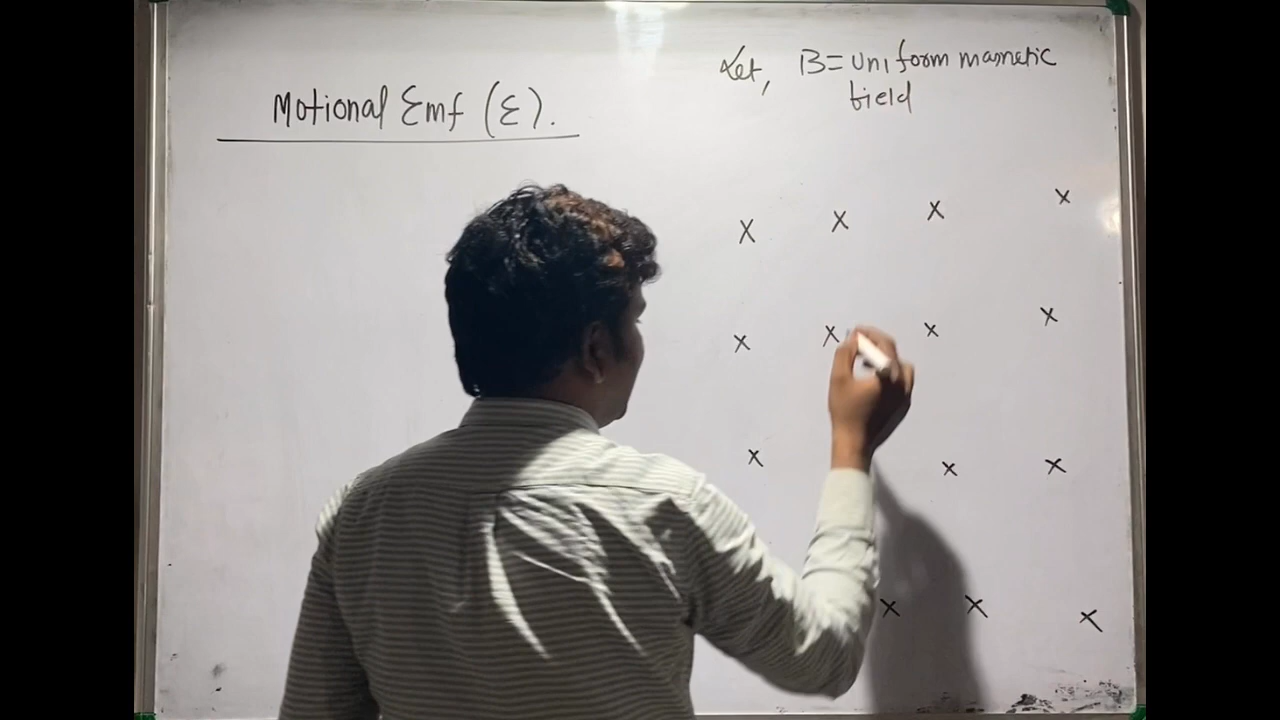 Motional Emf (Ɛ).
Let, B = uniform magnetic
field
x x x x
x x x x
x x x
x x x